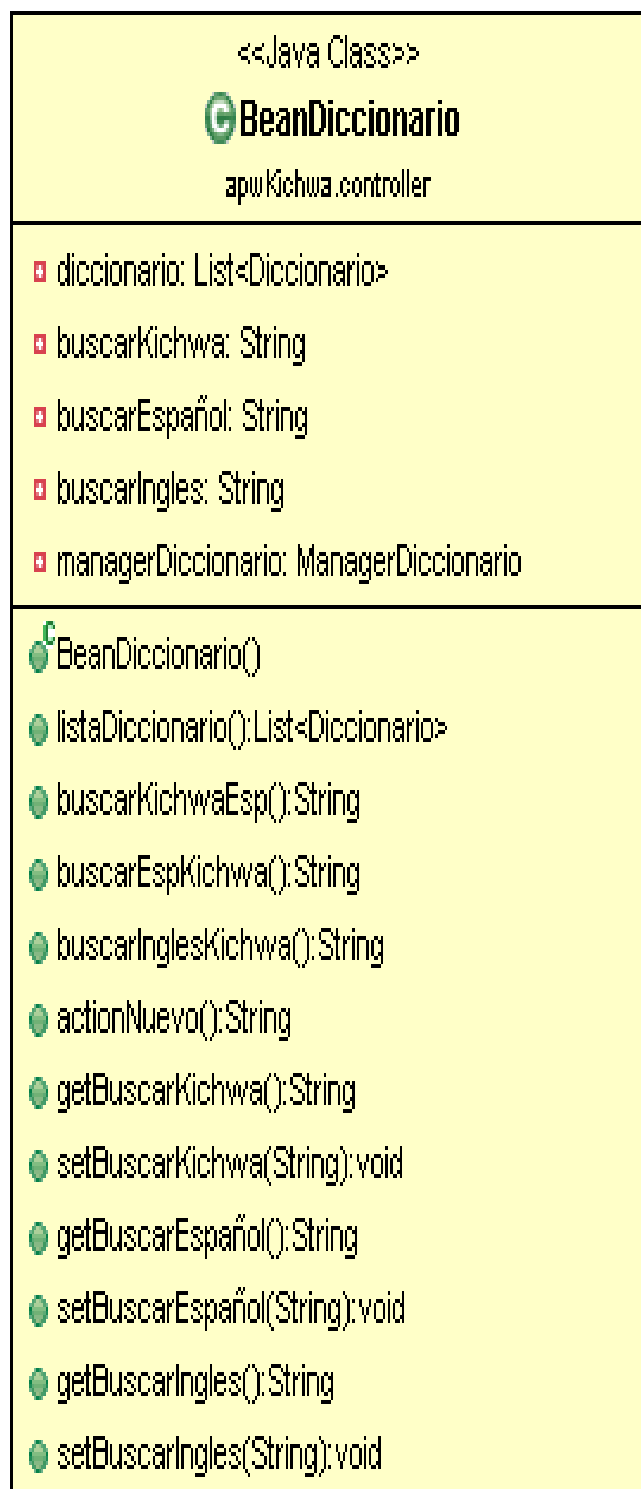 <<Java Class>>
BeanDiccionario
apwKichwa.controller
diccionario: List<Diccionario>
buscarKichwa: String
buscarEspañol: String
buscarIngles: String
managerDiccionario: ManagerDiccionario
BeanDiccionario()
listaDiccionario():List<Diccionario>
buscarKichwaEsp():String
buscarEspKichwa():String
buscarInglesKichwa():String
actionNuevo():String
getBuscarKichwa():String
setBuscarKichwa(String):void
getBuscarEspañol():String
setBuscarEspañol(String):void
getBuscarIngles():String
setBuscarIngles(String):void